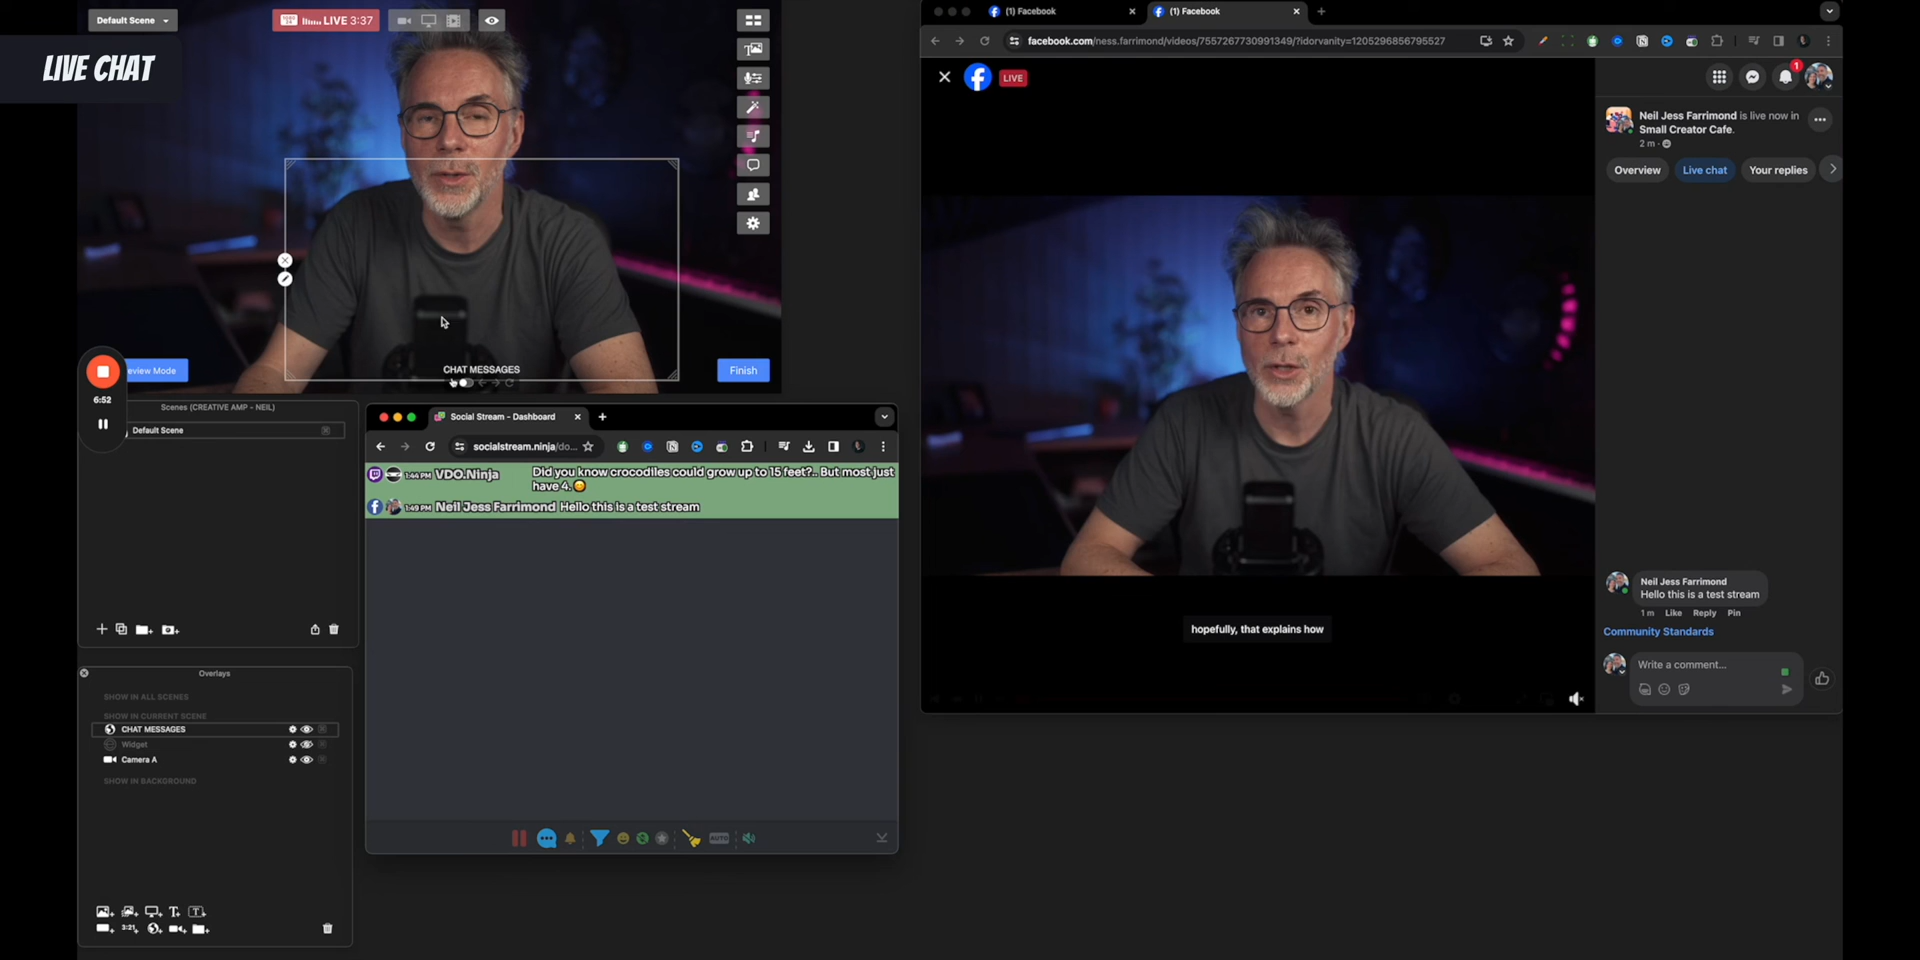 Default Scene
LIVE 3:37
LIVE CHAT
CHAT MESSAGES
eview Mode
Finish
6:52
Scenes (CREATIVE AMP - NEIL)
Default Scene
Overlays
SHOW IN ALL SCENES
SHOW IN CURRENT SCENE
CHAT MESSAGES
Widget
Camera A
SHOW IN BACKGROUND
3:21
Social Stream - Dashboard
socialstream.ninja/do...
1:44 PM VDO.Ninja Did you know crocodiles could grow up to 15 feet?.. But most just
have 4.
1:49 PM Neil Jess Farrimond Hello this is a test stream
AUTO
(1) Facebook
(1) Facebook
facebook.com/ness.farrimond/videos/7557267730991349/?idorvanity=1205296856795527
LIVE
1
Neil Jess Farrimond is live now in
Small Creator Cafe.
2 m
Overview
Live chat
Your replies
Neil Jess Farrimond
Hello this is a test stream
1 m Like Reply Pin
Community Standards
Write a comment...
hopefully, that explains how